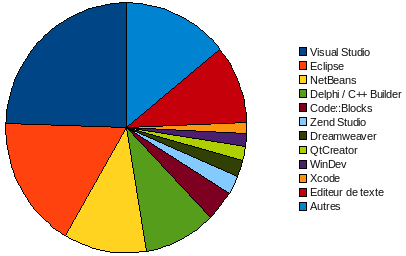 Visual Studio
Eclipse
NetBeans
Delphi / C++ Builder
Code::Blocks
Zend Studio
Dreamweaver
QtCreator
WinDev
Xcode
Editeur de texte
Autres